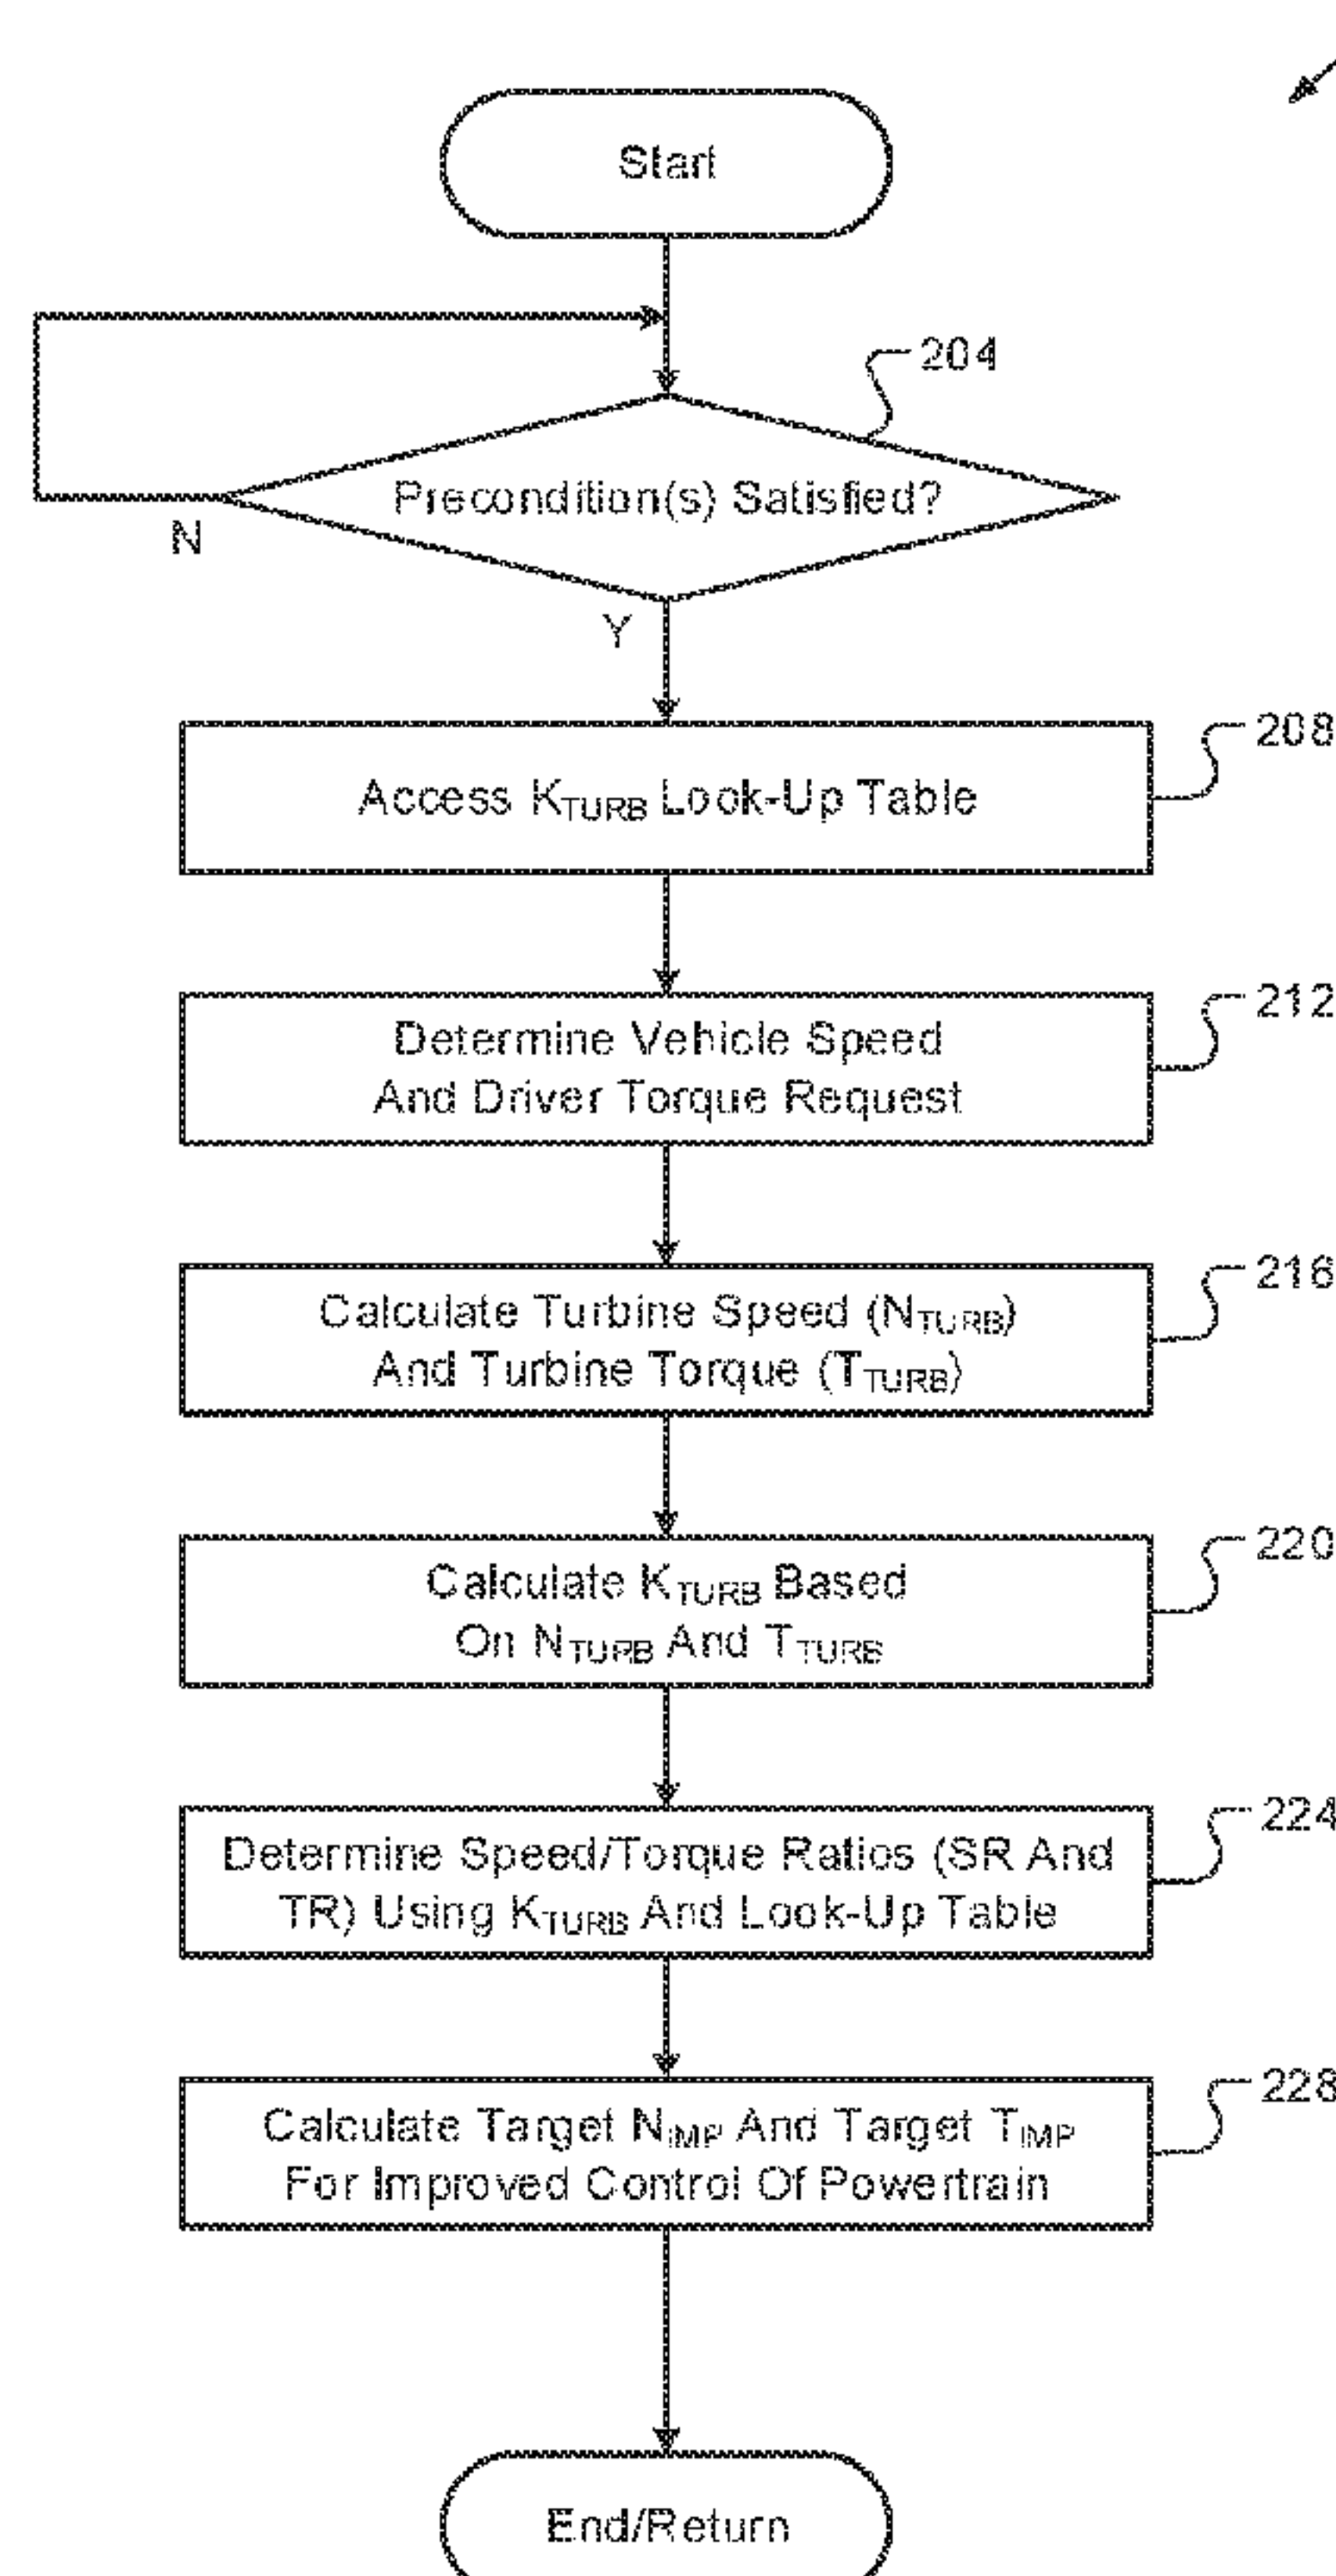 Start
204
Precondition(s) Satisfied?
N
Y
208
Access KTURB Look-Up Table
212
Determine Vehicle Speed
And Driver Torque Request
216
Calculate Turbine Speed (NTURB)
And Turbine Torque (TTURB)
220
Calculate KTURB Based
On NTURB And TTURB
224
Determine Speed/Torque Ratios (SR And
TR) Using KTURB And Look-Up Table
228
Calculate Target NIMP And Target TIMP
For Improved Control Of Powertrain
End/Return